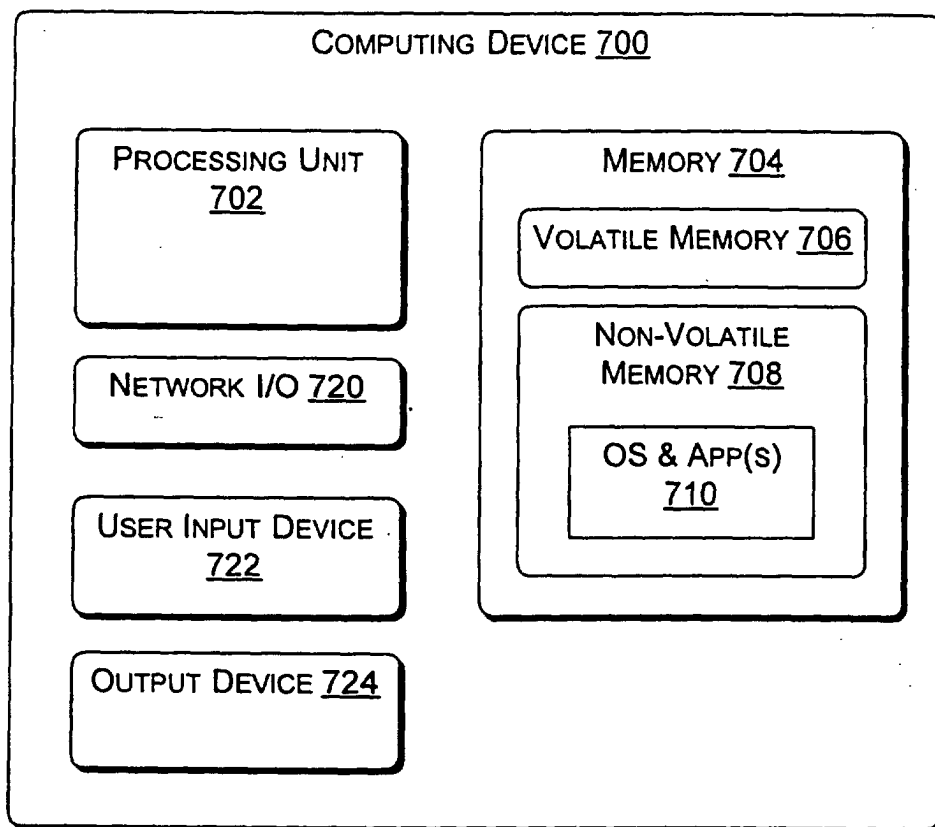 COMPUTING DEVICE 700
PROCESSING UNIT
702
NETWORK I/O 720
USER INPUT DEVICE
722
OUTPUT DEVICE 724
MEMORY 704
VOLATILE MEMORY 706
NON-VOLATILE
MEMORY 708
OS & APP(S)
710